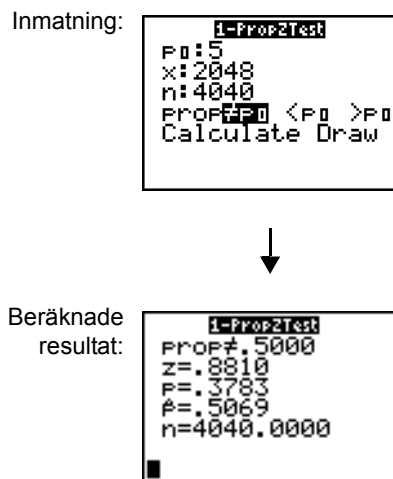 Inmatning:
1-PropZTest
p0:5
x:2048
n:4040
prop≠p0 <p0 >p0
Calculate Draw
Beräknade
resultat:
1-PropZTest
prop≠.5000
z=.8810
p=.3783
p̂=.5069
n=4040.0000